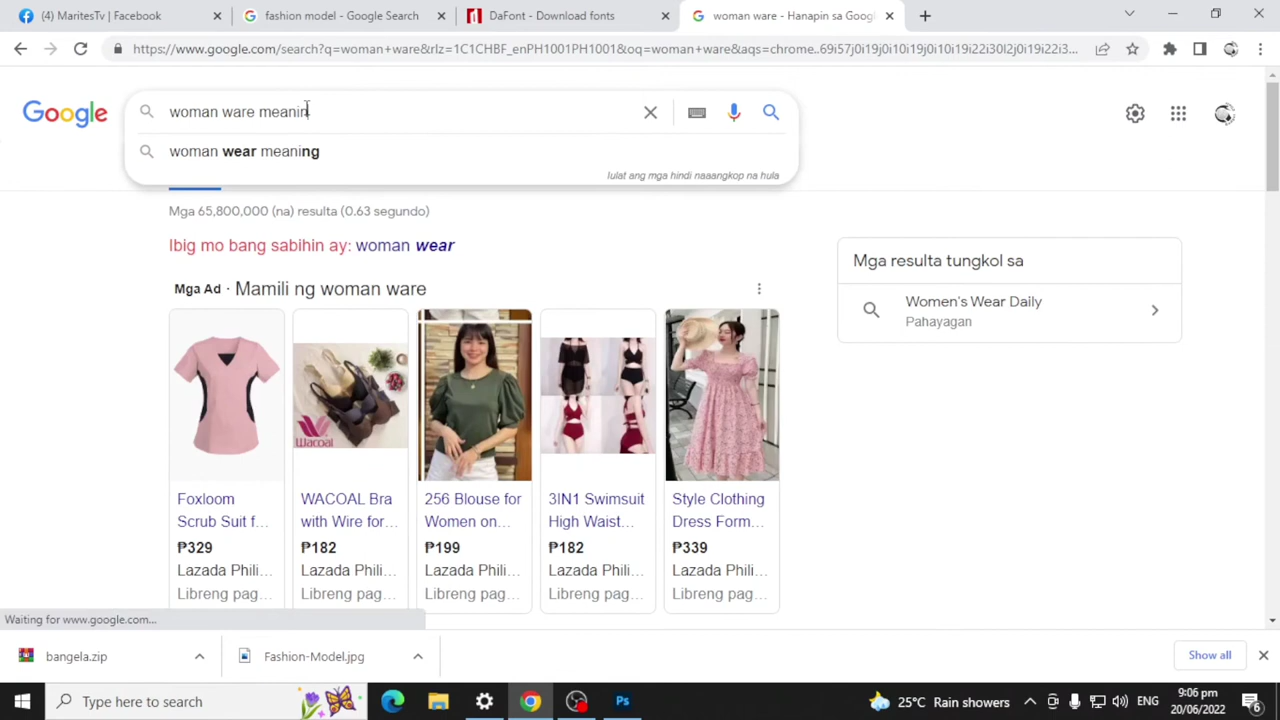 (4) MaritesTv | Facebook
fashion model - Google Search
DaFont - Download fonts
woman ware - Hanapin sa Googl
https://www.google.com/search?q=woman+ware&rlz=1C1CHBF_enPH1001PH1001&oq=woman+ware&aqs=chrome..69i57j0i19j0i10i19j0i10i19i22i30l2j0i19i22i3...
Google
woman ware meanin
woman wear meaning
Iulat ang mga hindi naaangkop na hula
Mga 65,800,000 (na) resulta (0.63 segundo)
Ibig mo bang sabihin ay: woman wear
Mga resulta tungkol sa
Women's Wear Daily
Pahayagan
Mga Ad · Mamili ng woman ware
Wacoal
Foxloom
Scrub Suit f...
₱329
Lazada Phili...
Libreng pag...
WACOAL Bra
with Wire for...
₱182
Lazada Phili...
Libreng pag...
256 Blouse for
Women on...
₱199
Lazada Phili...
Libreng pag...
3IN1 Swimsuit
High Waist...
₱182
Lazada Phili...
Libreng pag...
Style Clothing
Dress Form...
₱339
Lazada Phili...
Libreng pag...
Waiting for www.google.com...
bangela.zip
Fashion-Model.jpg
Show all
Type here to search
Ps
25°C Rain showers
ENG
9:06 pm
20/06/2022
6